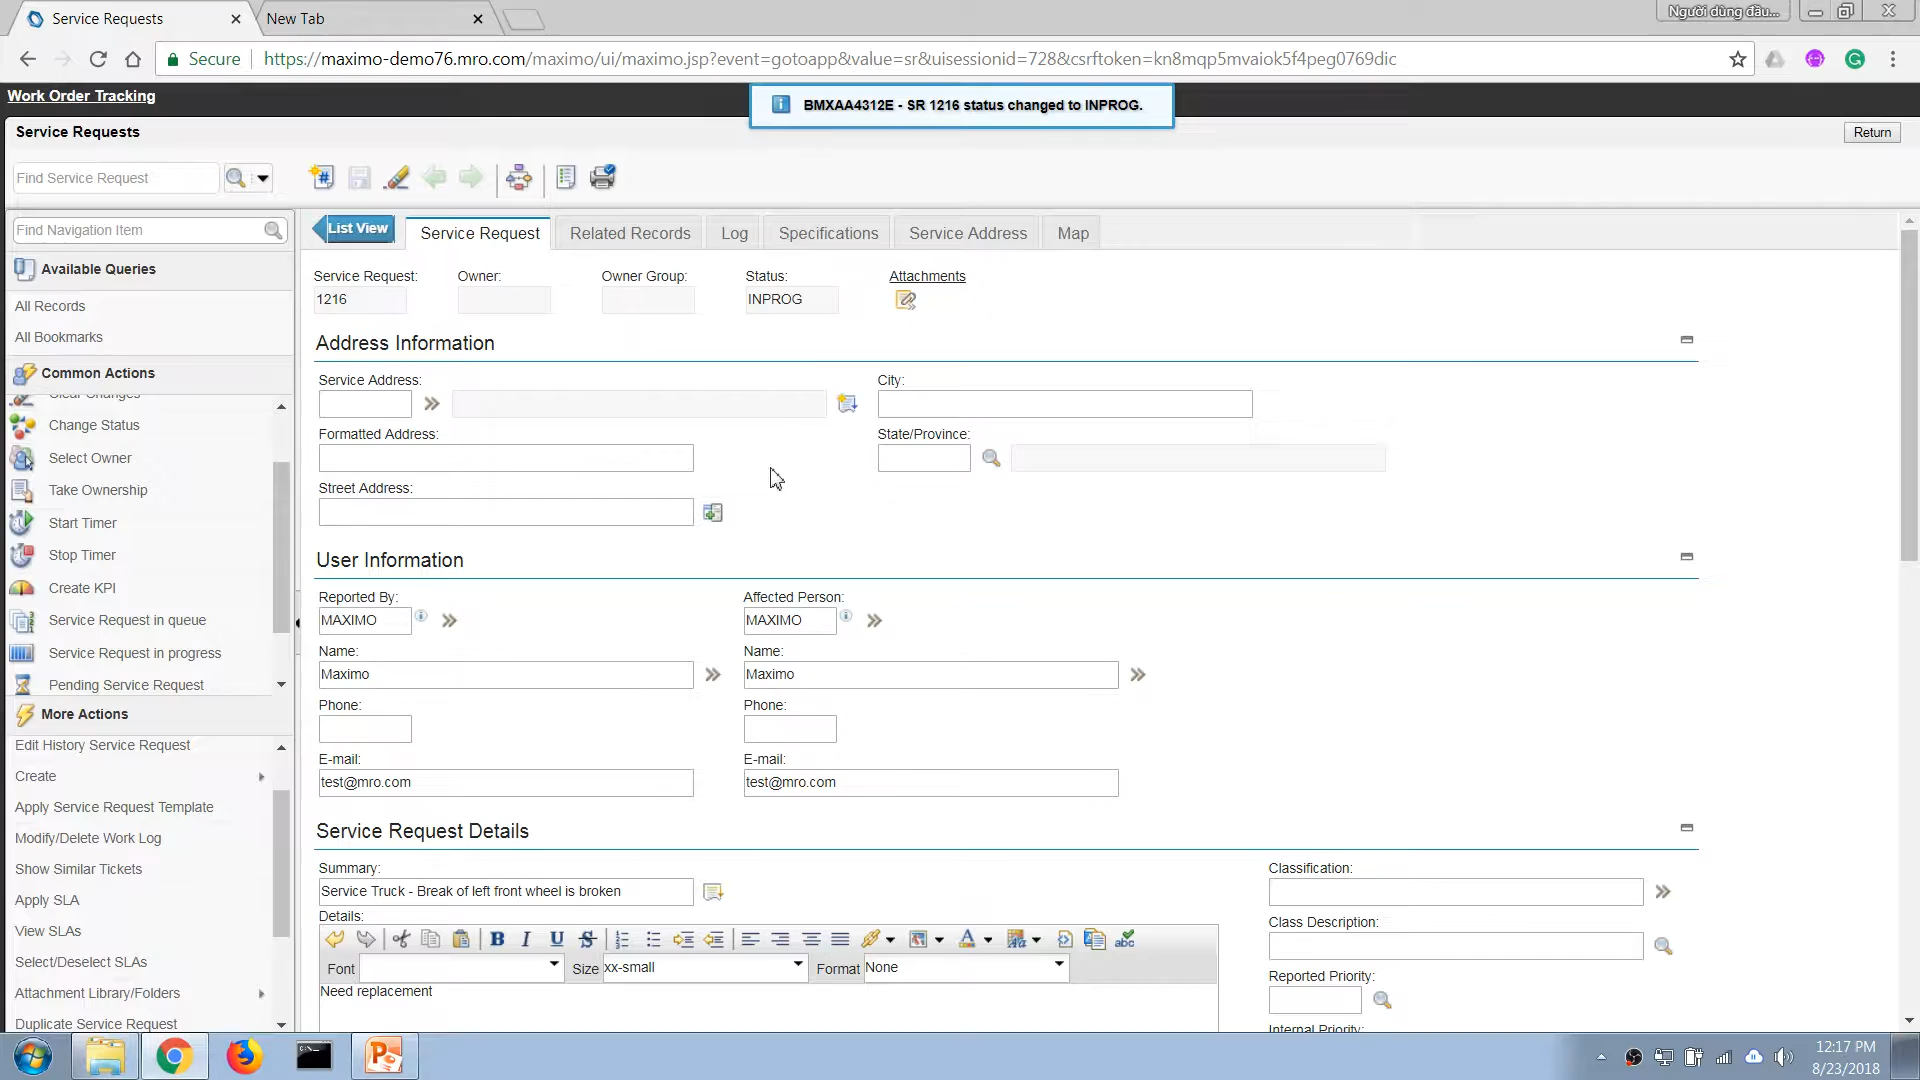 Service Requests
New Tab
Người dùng đầu...
Secure
https://maximo-demo76.mro.com/maximo/ui/maximo.jsp?event=gotoapp&value=sr&uisessionid=728&csrftoken=kn8mqp5mvaiok5f4peg0769dic
Work Order Tracking
BMXAA4312E - SR 1216 status changed to INPROG.
Service Requests
Return
Find Service Request
Find Navigation Item
Available Queries
All Records
All Bookmarks
Common Actions
Clear Changes
Change Status
Select Owner
Take Ownership
Start Timer
Stop Timer
Create KPI
Service Request in queue
Service Request in progress
Pending Service Request
More Actions
Edit History Service Request
Create
Apply Service Request Template
Modify/Delete Work Log
Show Similar Tickets
Apply SLA
View SLAs
Select/Deselect SLAs
Attachment Library/Folders
Duplicate Service Request
List View
Service Request
Related Records
Log
Specifications
Service Address
Map
Service Request:
1216
Owner:
Owner Group:
Status:
INPROG
Attachments
Address Information
Service Address:
City:
Formatted Address:
State/Province:
Street Address:
User Information
Reported By:
MAXIMO
Affected Person:
MAXIMO
Name:
Maximo
Name:
Maximo
Phone:
Phone:
E-mail:
test@mro.com
E-mail:
test@mro.com
Service Request Details
Summary:
Service Truck - Break of left front wheel is broken
Details:
Font
Size
xx-small
Format
None
Need replacement
Classification:
Class Description:
Reported Priority:
Internal Priority:
12:17 PM
8/23/2018